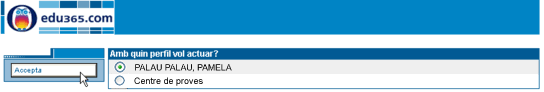 edu365.com
Amb quin perfil vol actuar?
Accepta
PALAU PALAU, PAMELA
Centre de proves